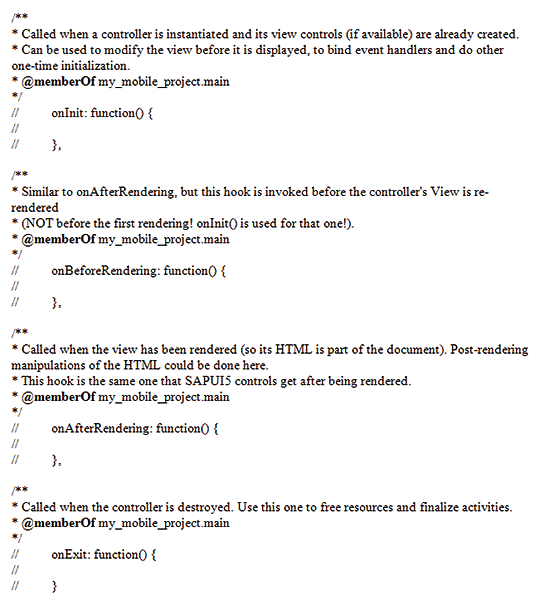 /**
* Called when a controller is instantiated and its view controls (if available) are already created.
* Can be used to modify the view before it is displayed, to bind event handlers and do other
one-time initialization.
* @memberOf my_mobile_project.main
*/
// onInit: function() {
//
// },
/**
* Similar to onAfterRendering, but this hook is invoked before the controller's View is re-
rendered
* (NOT before the first rendering! onInit() is used for that one!).
* @memberOf my_mobile_project.main
*/
// onBeforeRendering: function() {
//
// },
/**
* Called when the view has been rendered (so its HTML is part of the document). Post-rendering
manipulations of the HTML could be done here.
* This hook is the same one that SAPUI5 controls get after being rendered.
* @memberOf my_mobile_project.main
*/
// onAfterRendering: function() {
//
// },
/**
* Called when the controller is destroyed. Use this one to free resources and finalize activities.
* @memberOf my_mobile_project.main
*/
// onExit: function() {
//
// }